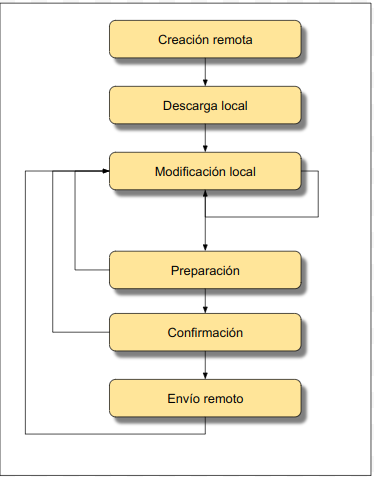 Creación remota
Descarga local
Modificación local
Preparación
Confirmación
Envío remoto